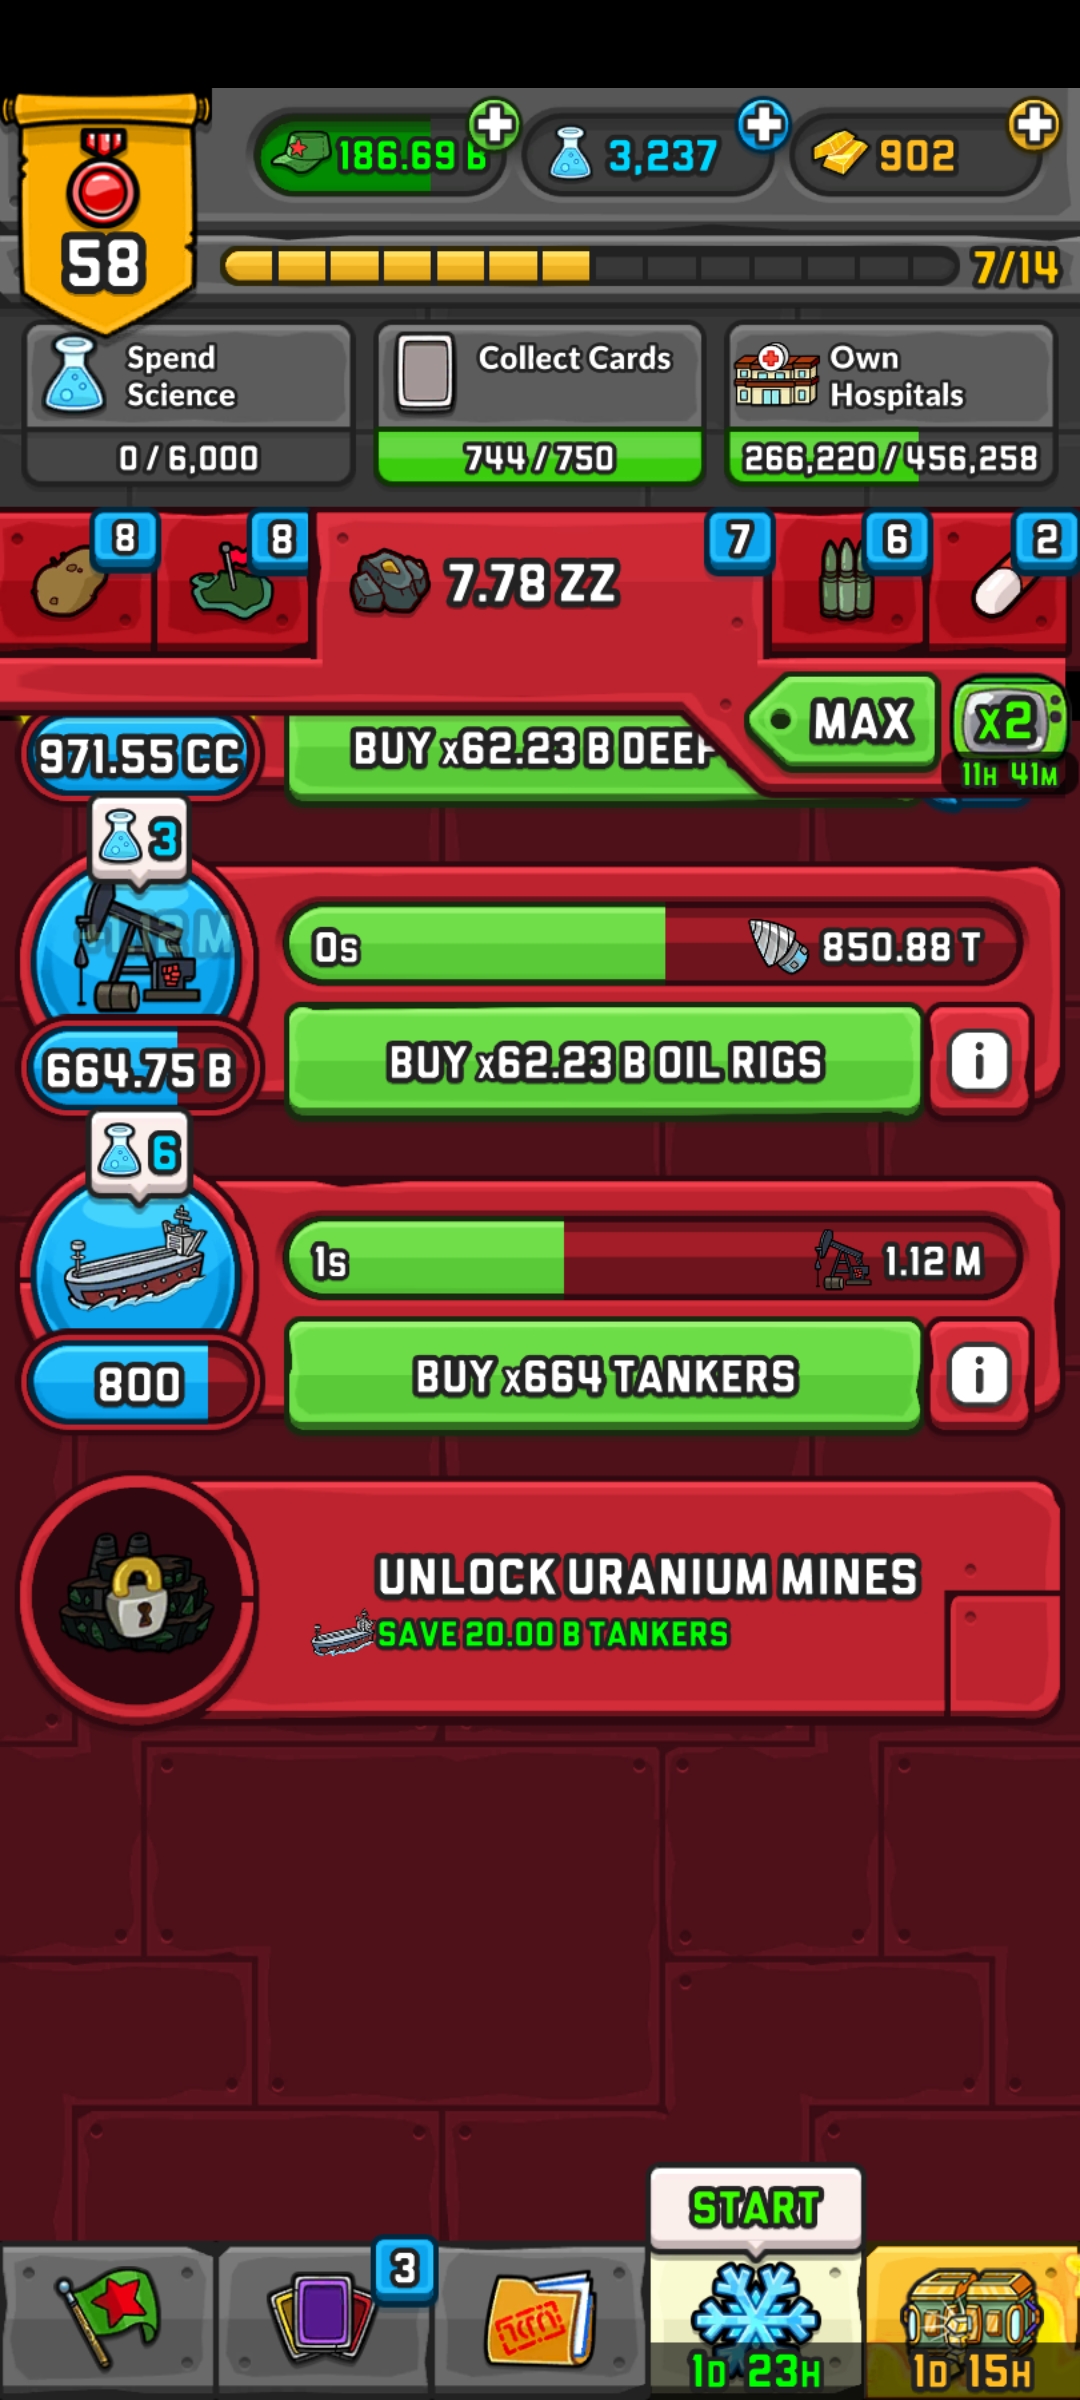 186.69 B
3,237
902
58
7/14
Spend
Science
0 / 6,000
Collect Cards
744 / 750
Own
Hospitals
266,220 / 456,258
8
8
7.78 ZZ
7
6
2
MAX
x2
11H 41M
971.55 CC
BUY x62.23 B DEEP
3
0s
850.88 T
664.75 B
BUY x62.23 B OIL RIGS
i
6
1s
1.12 M
800
BUY x664 TANKERS
i
UNLOCK URANIUM MINES
SAVE 20.00 B TANKERS
START
3
1D 23H
1D 15H